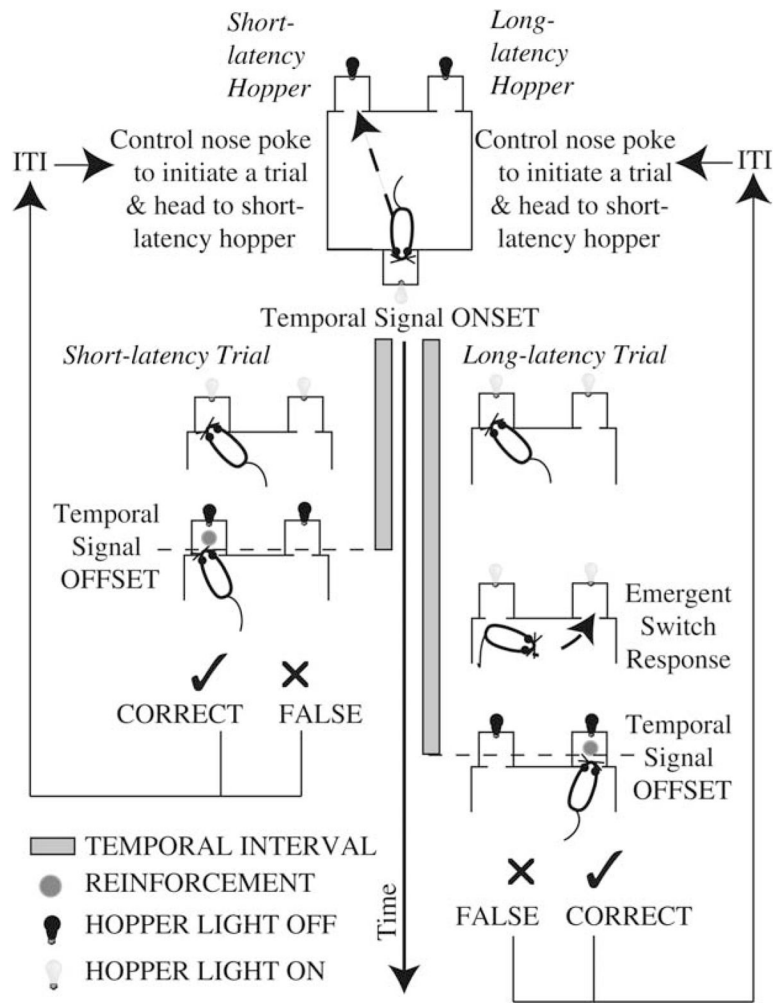 Short-
latency
Hopper
Long-
latency
Hopper
ITI
Control nose poke
to initiate a trial
& head to short-
latency hopper
Control nose poke
to initiate a trial
& head to short-
latency hopper
ITI
Temporal Signal ONSET
Short-latency Trial
Long-latency Trial
Temporal
Signal
OFFSET
Emergent
Switch
Response
CORRECT
FALSE
Temporal
Signal
OFFSET
FALSE
CORRECT
TEMPORAL INTERVAL
REINFORCEMENT
HOPPER LIGHT OFF
HOPPER LIGHT ON
Time